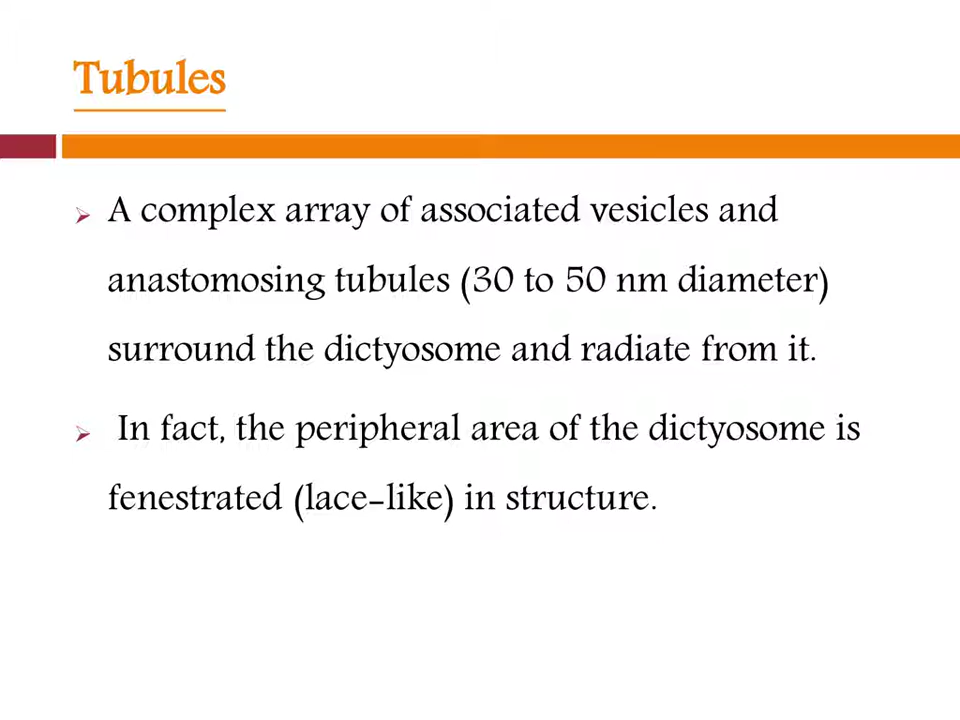 Tubules
A complex array of associated vesicles and
anastomosing tubules (30 to 50 nm diameter)
surround the dictyosome and radiate from it.
In fact, the peripheral area of the dictyosome is
fenestrated (lace-like) in structure.